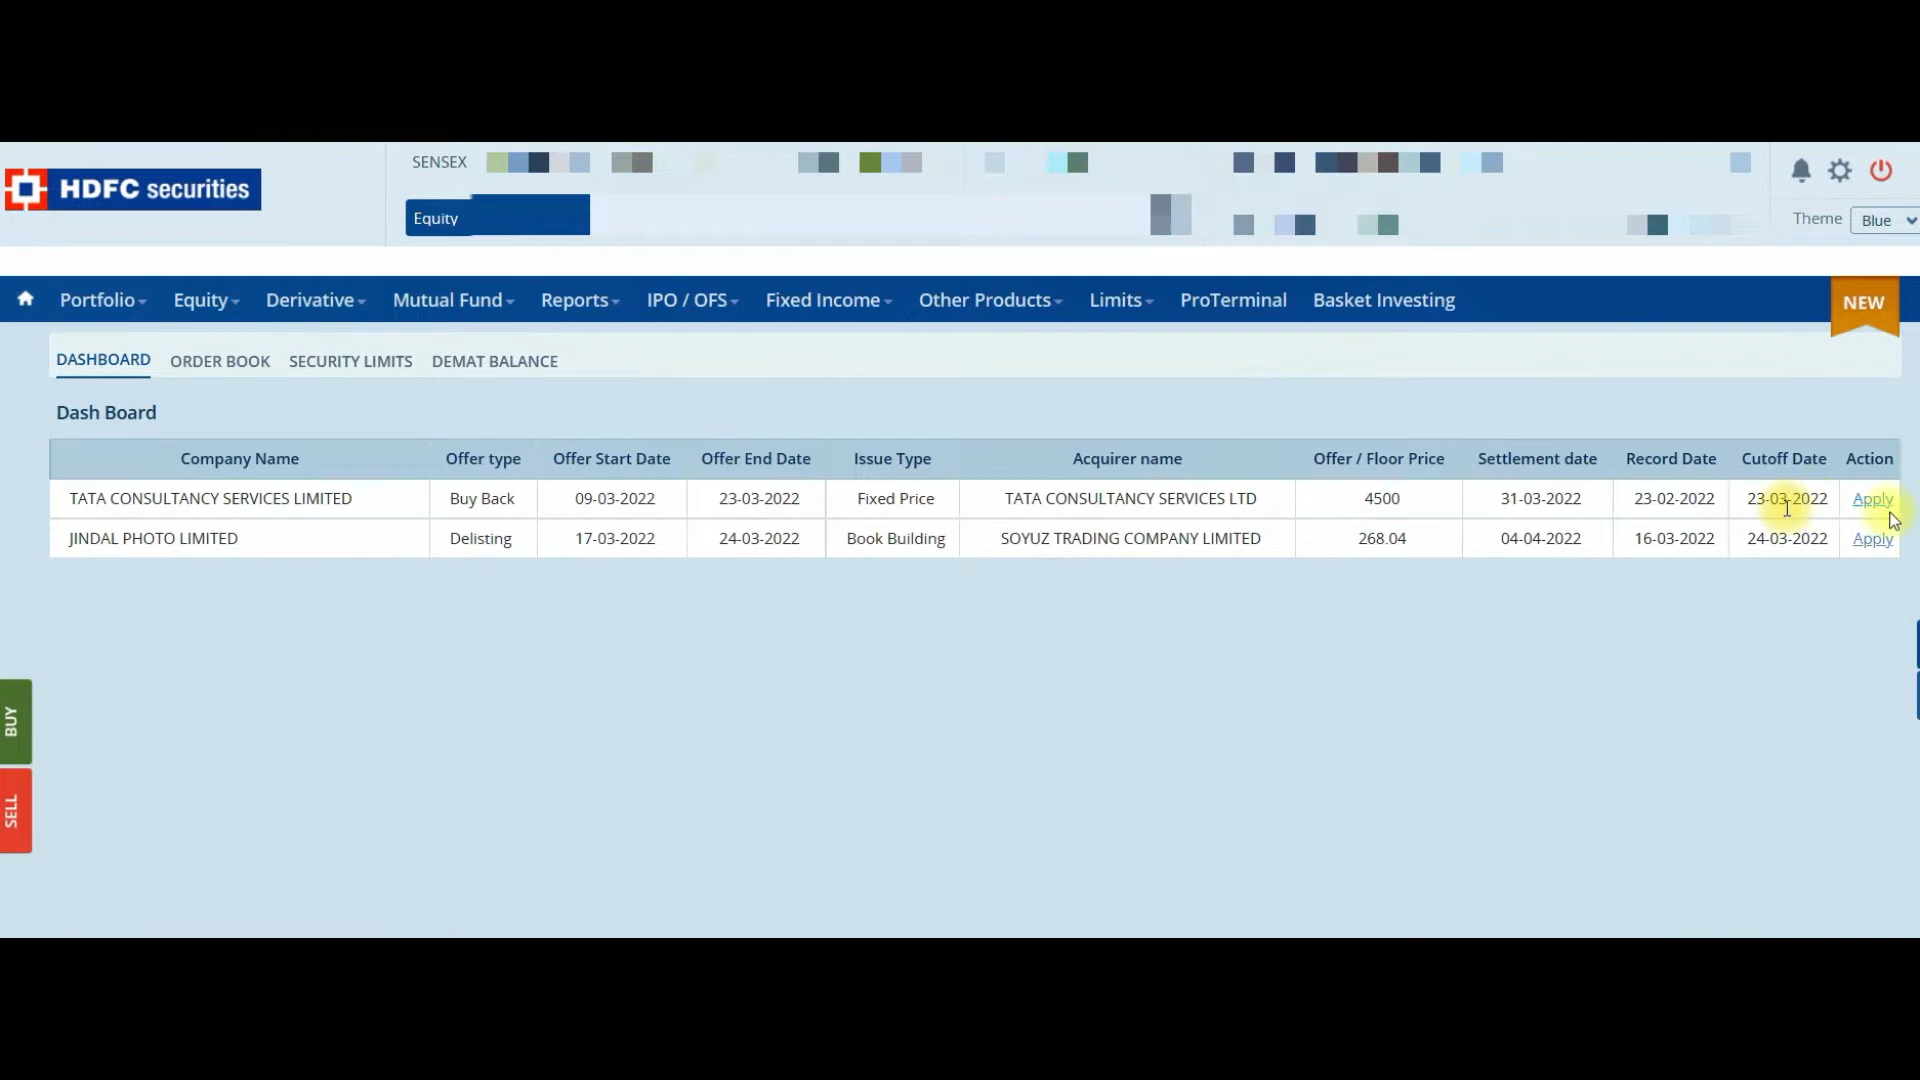 HDFC securities
SENSEX
Equity
Theme Blue
Portfolio Equity Derivative Mutual Fund Reports IPO / OFS Fixed Income Other Products Limits ProTerminal Basket Investing NEW
DASHBOARD ORDER BOOK SECURITY LIMITS DEMAT BALANCE
Dash Board
Company Name Offer type Offer Start Date Offer End Date Issue Type Acquirer name Offer / Floor Price Settlement date Record Date Cutoff Date Action
TATA CONSULTANCY SERVICES LIMITED Buy Back 09-03-2022 23-03-2022 Fixed Price TATA CONSULTANCY SERVICES LTD 4500 31-03-2022 23-02-2022 23-03-2022 Apply
JINDAL PHOTO LIMITED Delisting 17-03-2022 24-03-2022 Book Building SOYUZ TRADING COMPANY LIMITED 268.04 04-04-2022 16-03-2022 24-03-2022 Apply
BUY
SELL